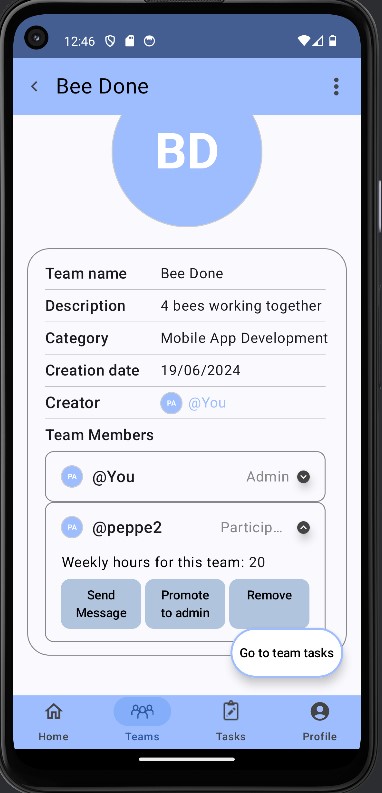 12:46
Bee Done
BD
Team name Bee Done
Description 4 bees working together
Category Mobile App Development
Creation date 19/06/2024
Creator PA @You
Team Members
PA @You Admin
PA @peppe2 Particip...
Weekly hours for this team: 20
Send Message
Promote to admin
Remove
Go to team tasks
Home Teams Tasks Profile